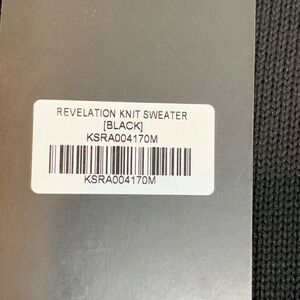 REVELATION KNIT SWEATER
[BLACK]
KSRA004170M
KSRA004170M